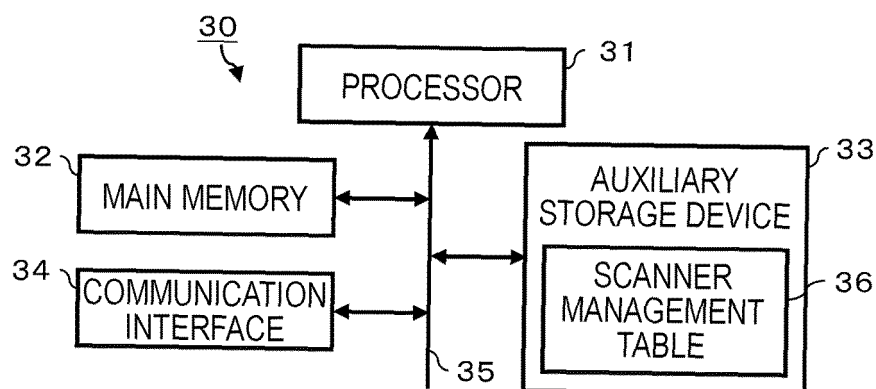 30
31
PROCESSOR
32
MAIN MEMORY
33
AUXILIARY
STORAGE DEVICE
34
COMMUNICATION
INTERFACE
SCANNER
MANAGEMENT
TABLE
36
35